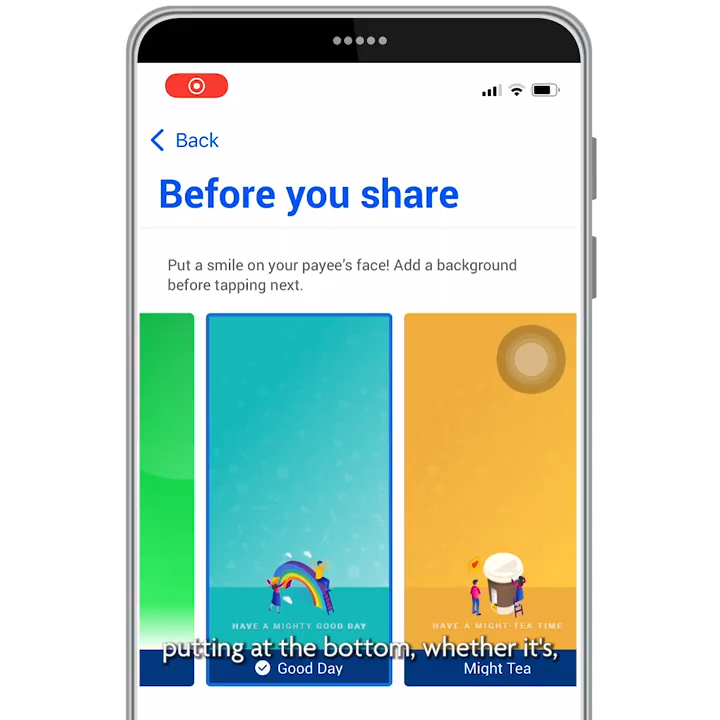 Back
Before you share
Put a smile on your payee's face! Add a background
before tapping next.
HAVE A MIGHTY GOOD DAY
HAVE A MIGHT-TEA TIME
putting at the bottom, whether it's,
Good Day
Might Tea